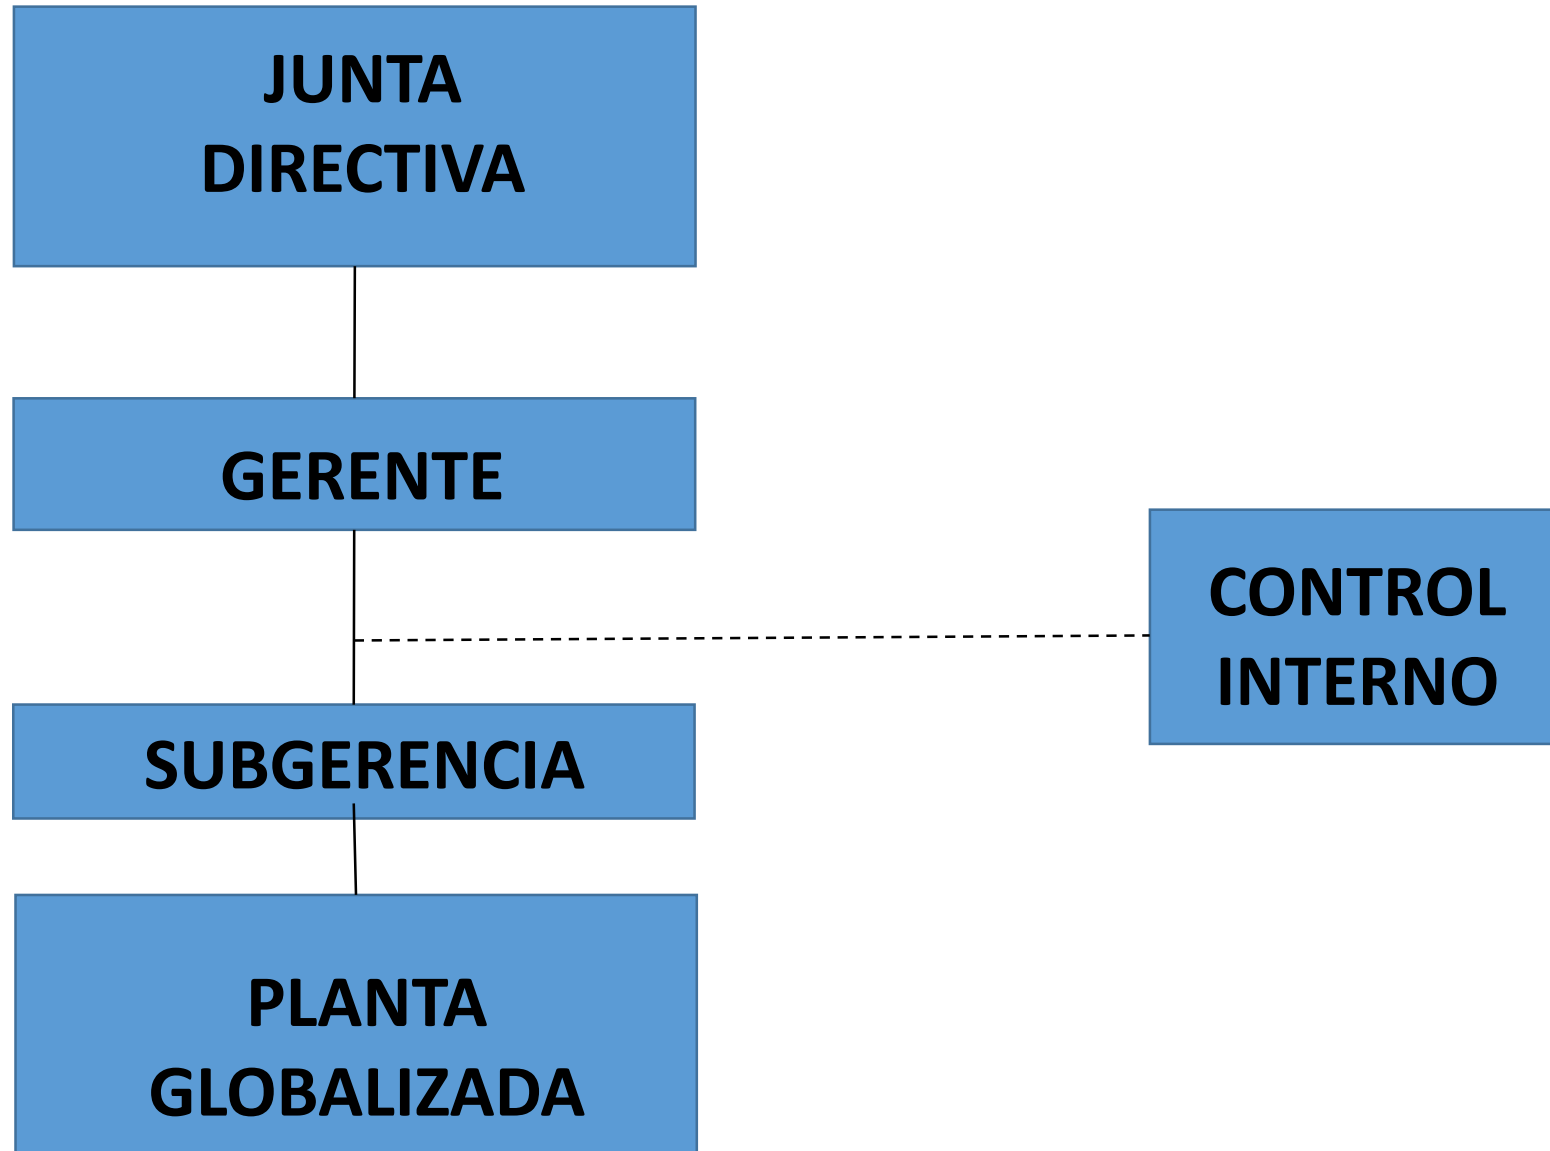 JUNTA
DIRECTIVA
GERENTE
CONTROL
INTERNO
SUBGERENCIA
PLANTA
GLOBALIZADA